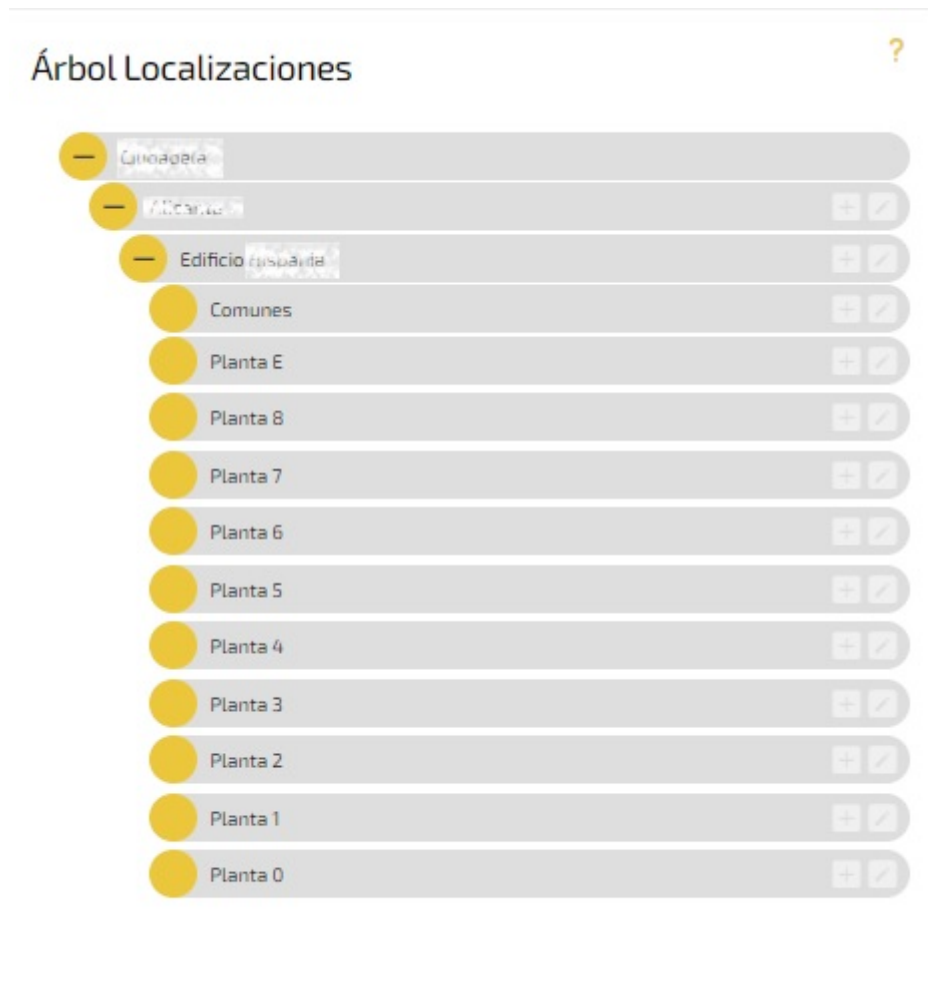 Árbol Localizaciones
?
Edificio
Comunes
Planta E
Planta 8
Planta 7
Planta 6
Planta 5
Planta 4
Planta 3
Planta 2
Planta 1
Planta 0